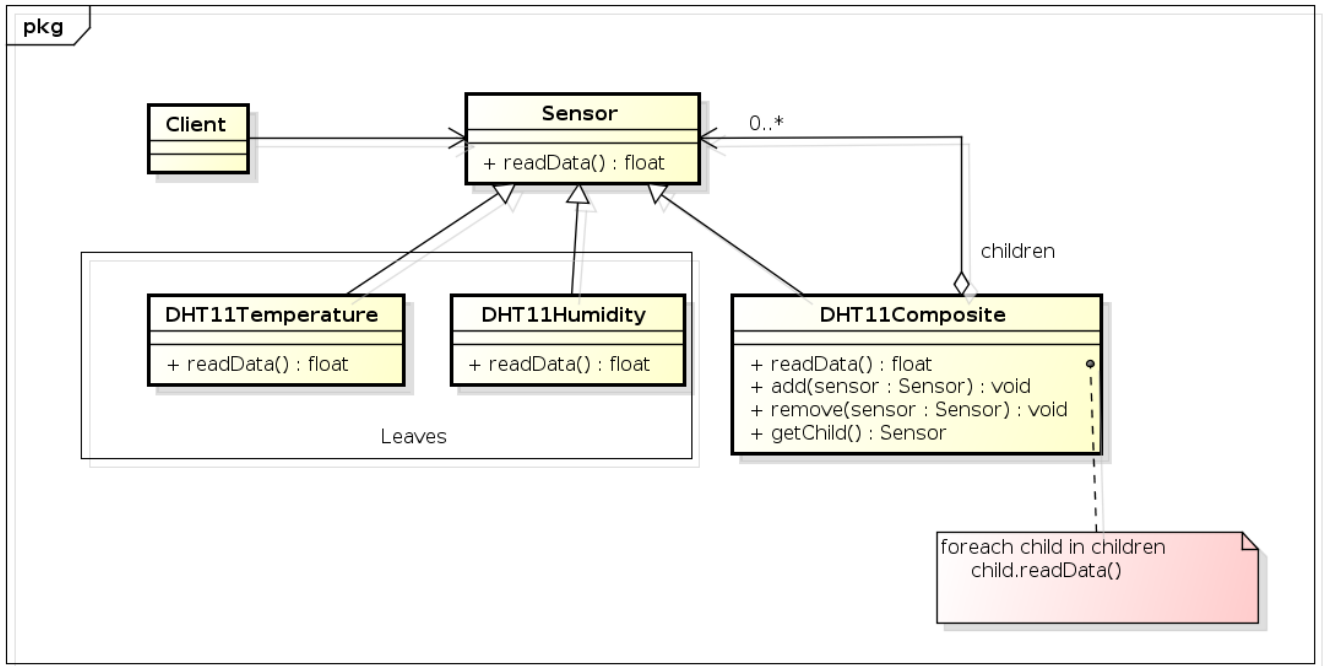 pkg
Client
Sensor
+ readData() : float
0..*
children
DHT11Temperature
+ readData() : float
DHT11Humidity
+ readData() : float
Leaves
DHT11Composite
+ readData() : float
+ add(sensor : Sensor) : void
+ remove(sensor : Sensor) : void
+ getChild() : Sensor
foreach child in children
child.readData()